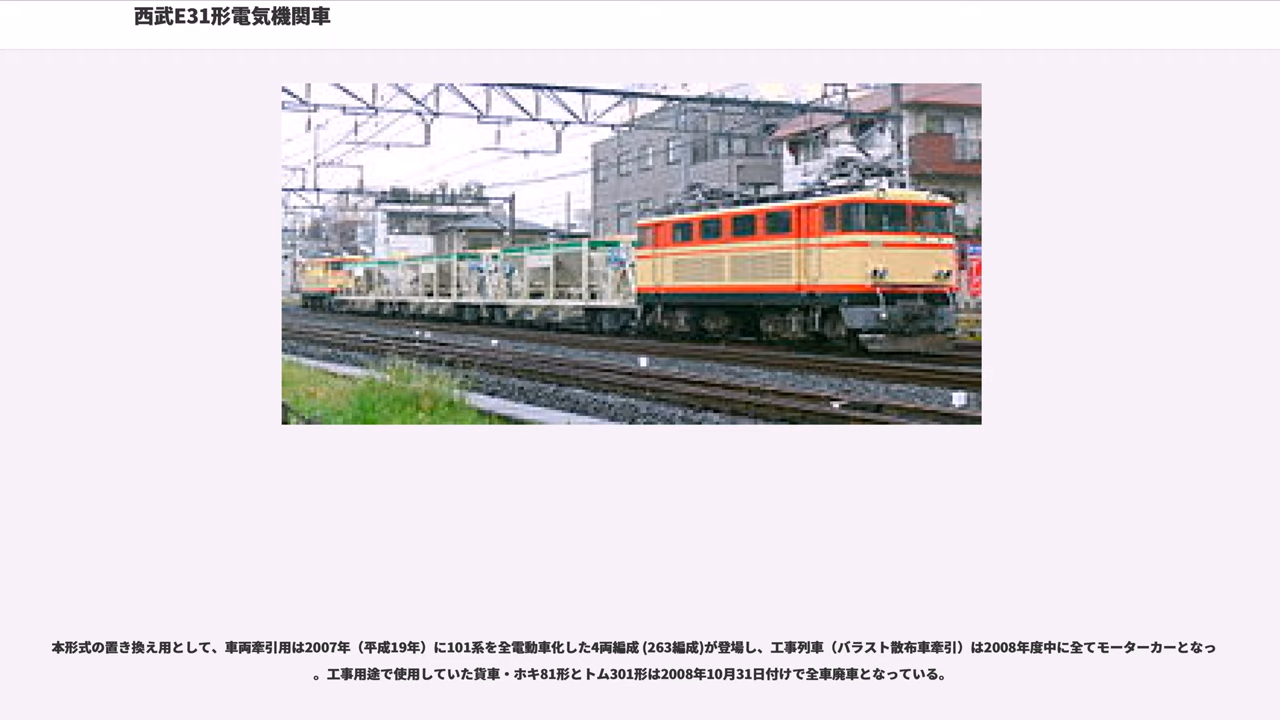 西武E31形電気機関車
本形式の置き換え用として、車両牽引用は2007年（平成19年）に101系を全電動車化した4両編成 (263編成)が登場し、工事列車（バラスト散布車牽引）は2008年度中に全てモーターカーとなっ
。工事用途で使用していた貨車・ホキ81形とトム301形は2008年10月31日付けで全車廃車となっている。